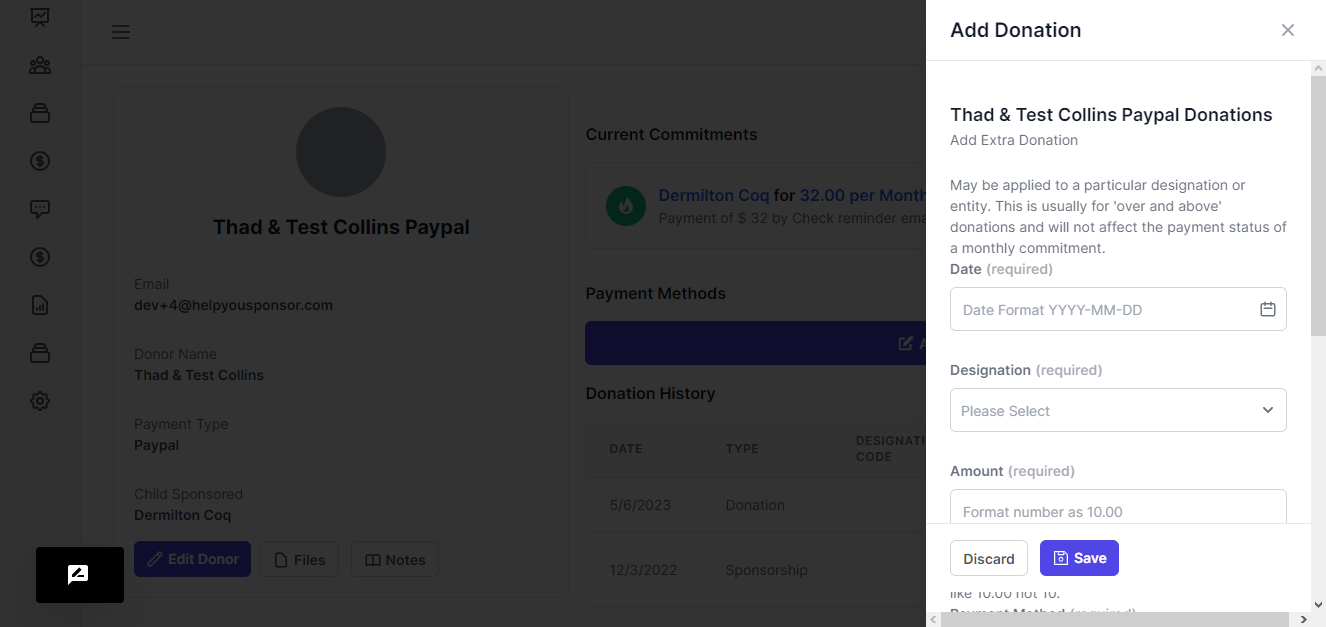 Thad & Test Collins Paypal
Email
dev+4@helpyousponsor.com
Donor Name
Thad & Test Collins
Payment Type
Paypal
Child Sponsored
Dermilton Coq
Edit Donor
Files
Notes
Current Commitments
Dermilton Coq for 32.00 per Month
Payment of $ 32 by Check reminder
Payment Methods
Donation History
DATE TYPE
CODE
5/6/2023 Donation
12/3/2022 Sponsorship
Add Donation
Thad & Test Collins Paypal Donations
Add Extra Donation
May be applied to a particular designation or
entity. This is usually for 'over and above'
donations and will not affect the payment status of
a monthly commitment.
Date (required)
Date Format YYYY-MM-DD
Designation (required)
Please Select
Amount (required)
Format number as 10.00
Discard
Save
like 10.00 not 10.
Payment Method (required)